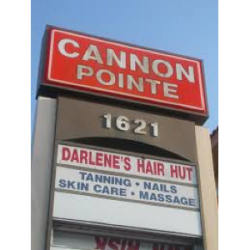 CANNON
POINTE
1621
DARLENE'S HAIR HUT
TANNING • NAILS
SKIN CARE • MASSAGE